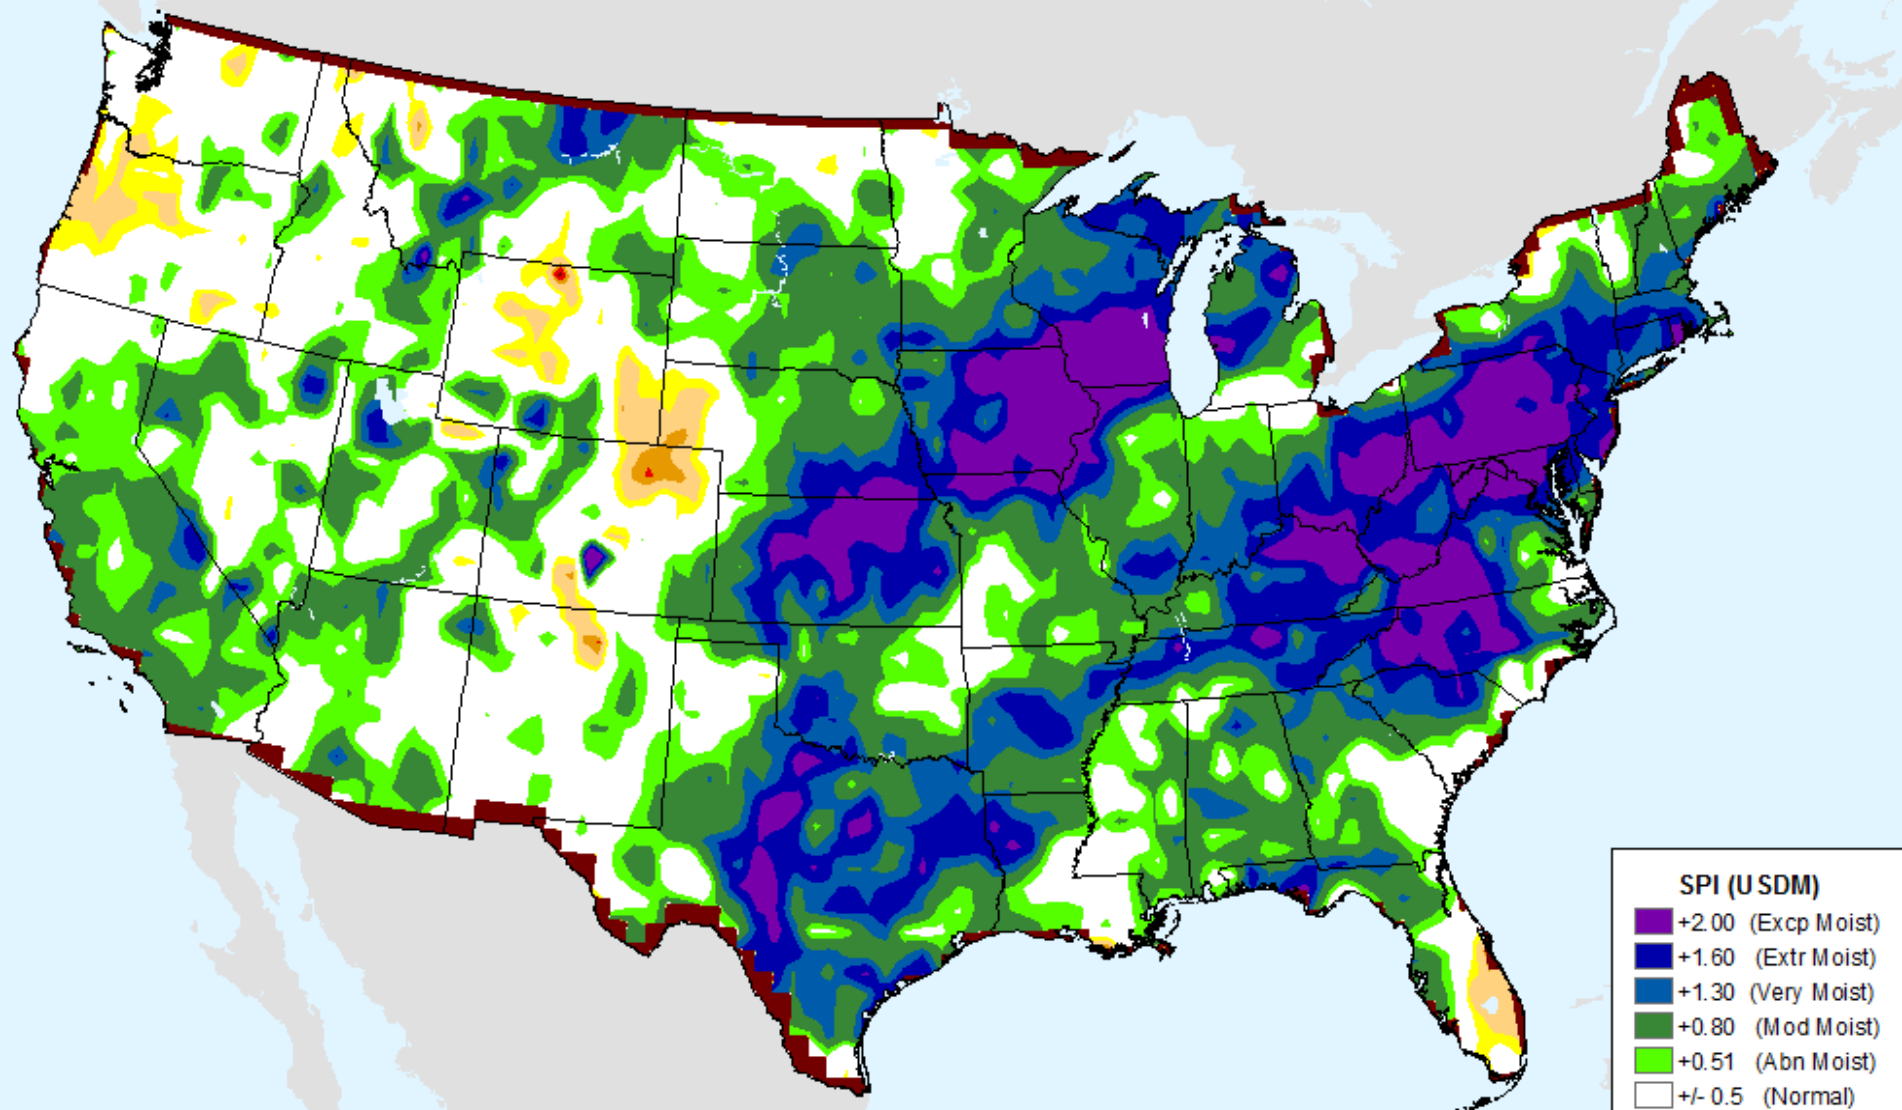 SPI (USDM)
+2.00 (Excp Moist)
+1.60 (Extr Moist)
+1.30 (Very Moist)
+0.80 (Mod Moist)
+0.51 (Abn Moist)
+/- 0.5 (Normal)